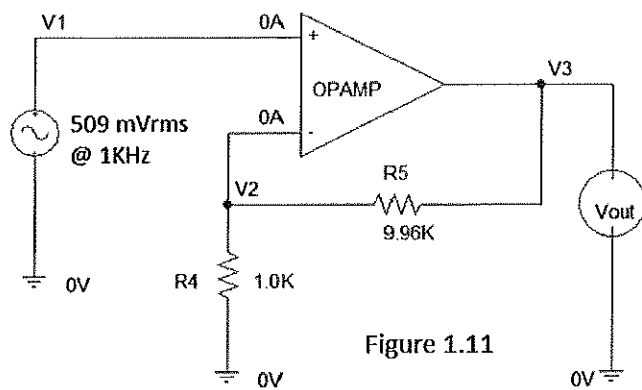 V1
0A
+
OPAMP
V3
509 mVrms
@ 1KHz
0A
-
V2
R5
9.96K
Vout
R4
1.0K
0V
Figure 1.11
0V
0V